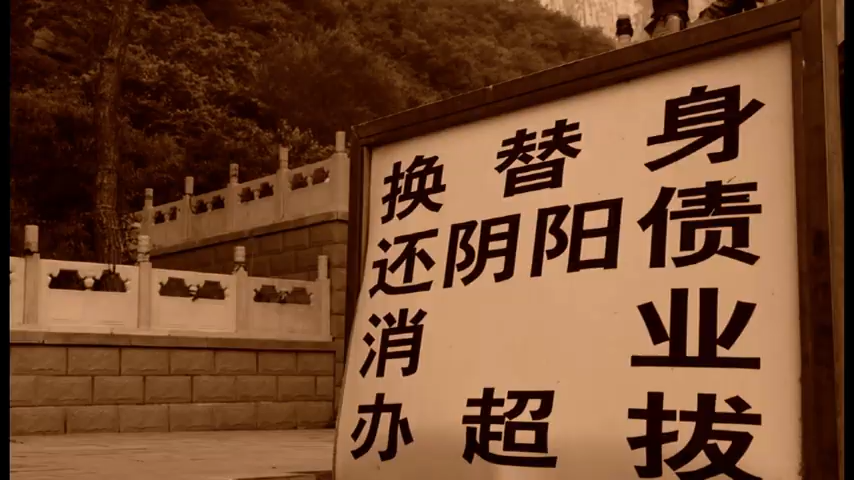 换 替 身
还 阴 阳 债
消 业
办 超 拔